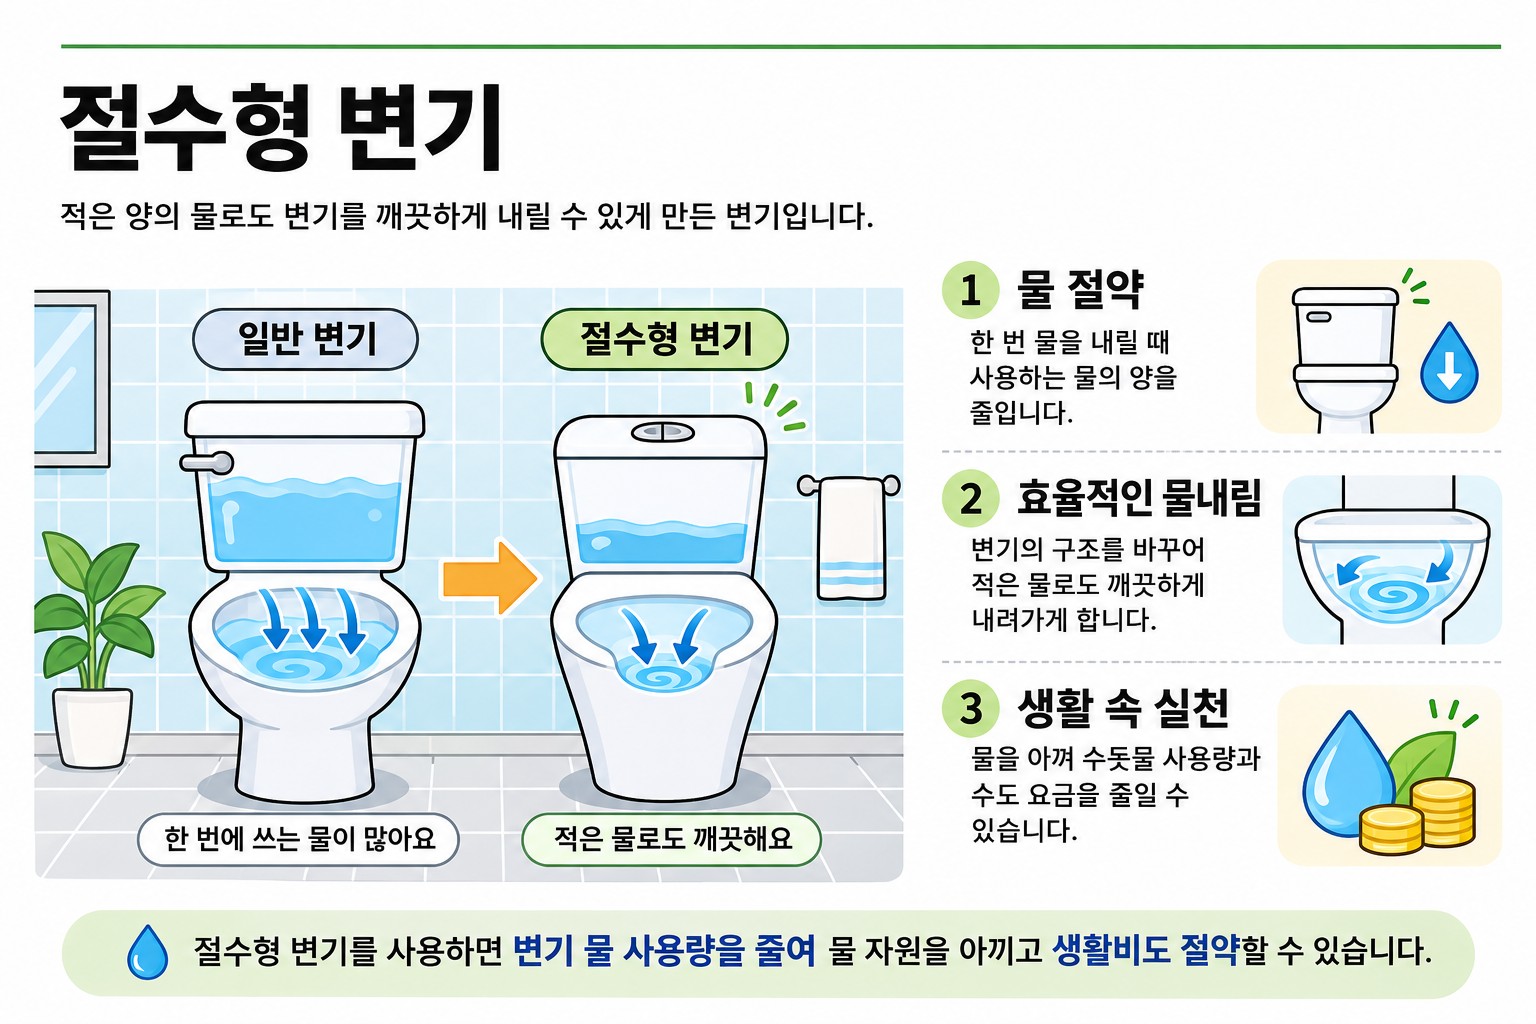 절수형 변기
적은 양의 물로도 변기를 깨끗하게 내릴 수 있게 만든 변기입니다.
일반 변기
절수형 변기
한 번에 쓰는 물이 많아요
적은 물로도 깨끗해요
1 물 절약
한 번 물을 내릴 때
사용하는 물의 양을
줄입니다.
2 효율적인 물내림
변기의 구조를 바꾸어
적은 물로도 깨끗하게
내려가게 합니다.
3 생활 속 실천
물을 아껴 수돗물 사용량과
수도 요금을 줄일 수
있습니다.
절수형 변기를 사용하면 변기 물 사용량을 줄여 물 자원을 아끼고 생활비도 절약할 수 있습니다.